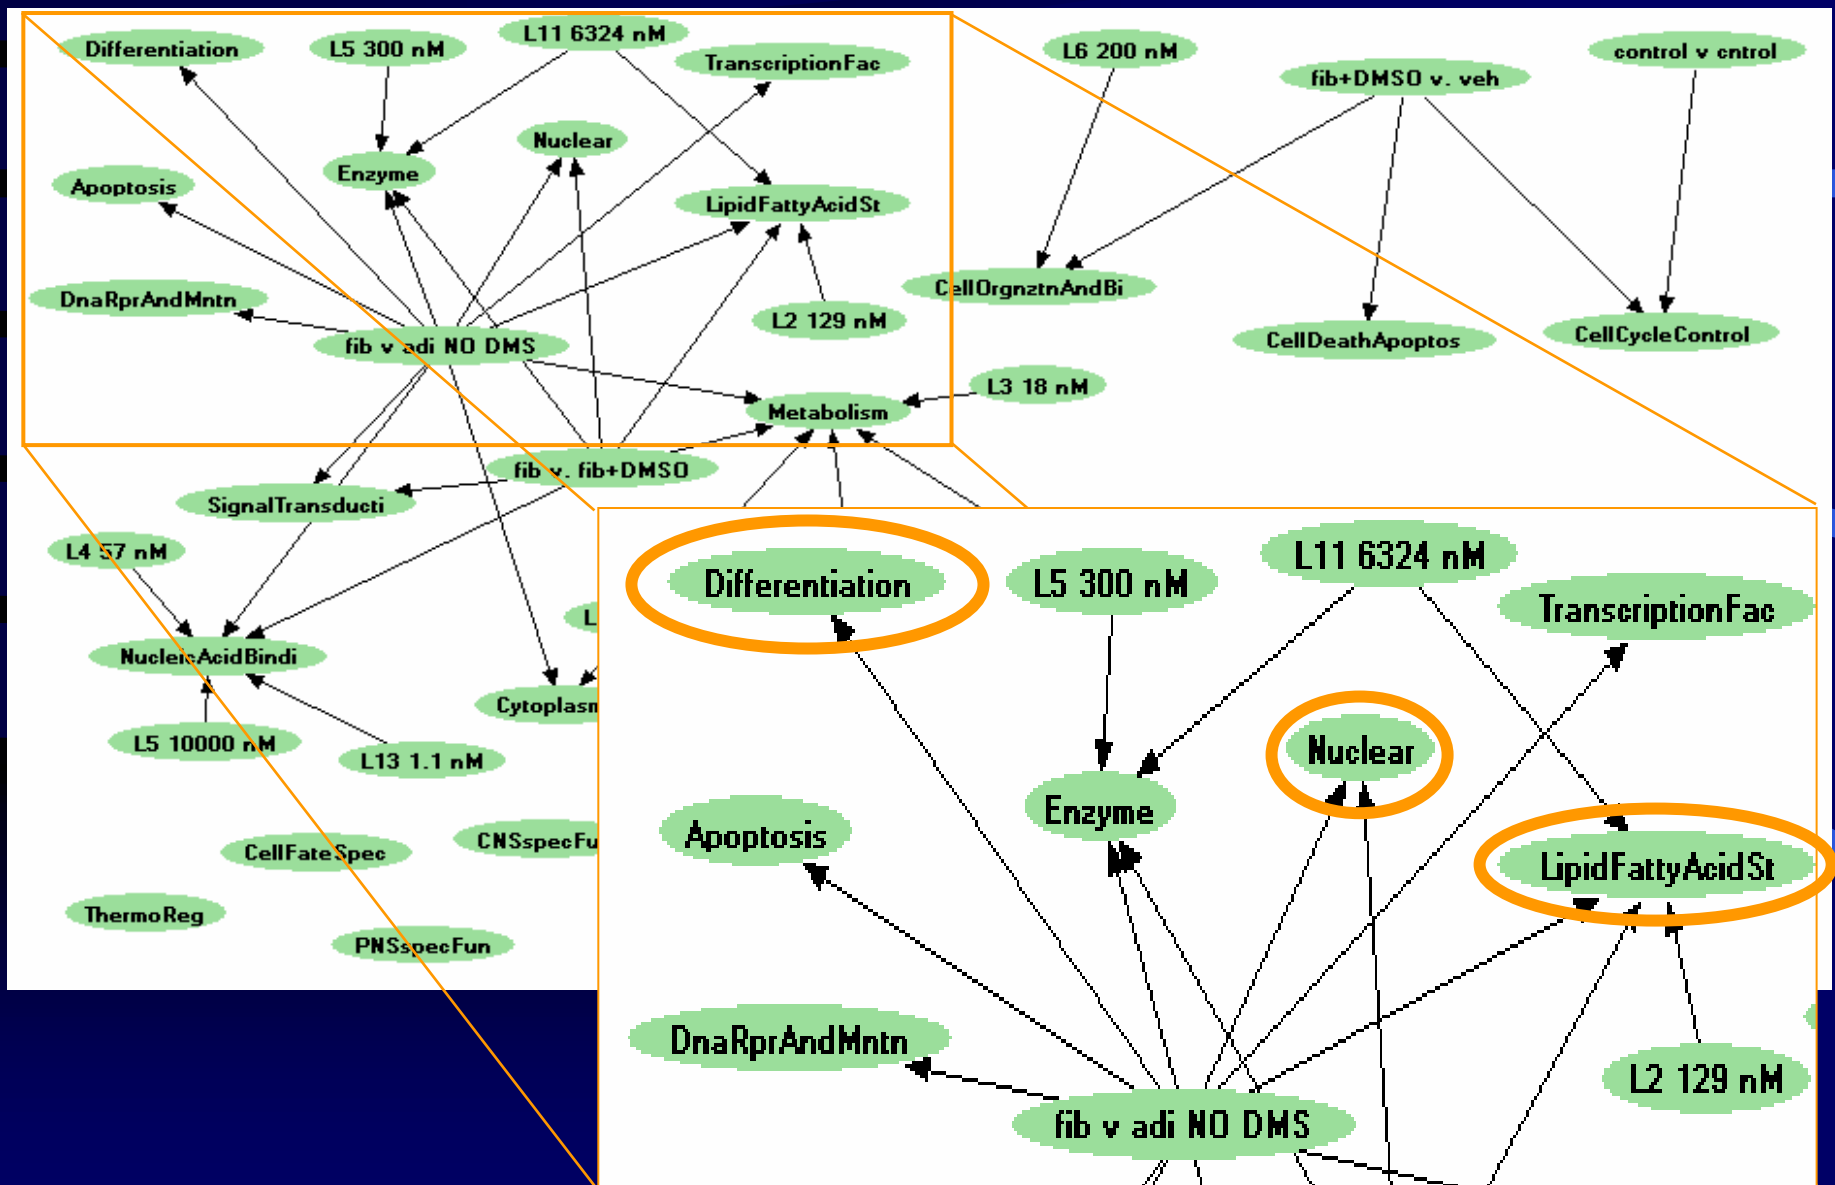 Differentiation
L5 300 nM
L11 6324 nM
TranscriptionFac
L6 200 nM
fib+DMSO v. veh
control v cntrol
Nuclear
Enzyme
Apoptosis
LipidFattyAcidSt
DnaRprAndMntn
CellOrgnztnAndBi
L2 129 nM
fib v adi NO DMS
CellDeathApoptos
CellCycleControl
L3 18 nM
Metabolism
fib v. fib+DMSO
SignalTransducti
L4 57 nM
NucleicAcidBindi
L
Cytoplasm
L5 10000 nM
L13 1.1 nM
CellFateSpec
CNSspecFu
ThermoReg
PNSspecFun
Differentiation
L5 300 nM
L11 6324 nM
TranscriptionFac
Nuclear
Enzyme
Apoptosis
LipidFattyAcidSt
DnaRprAndMntn
L2 129 nM
fib v adi NO DMS